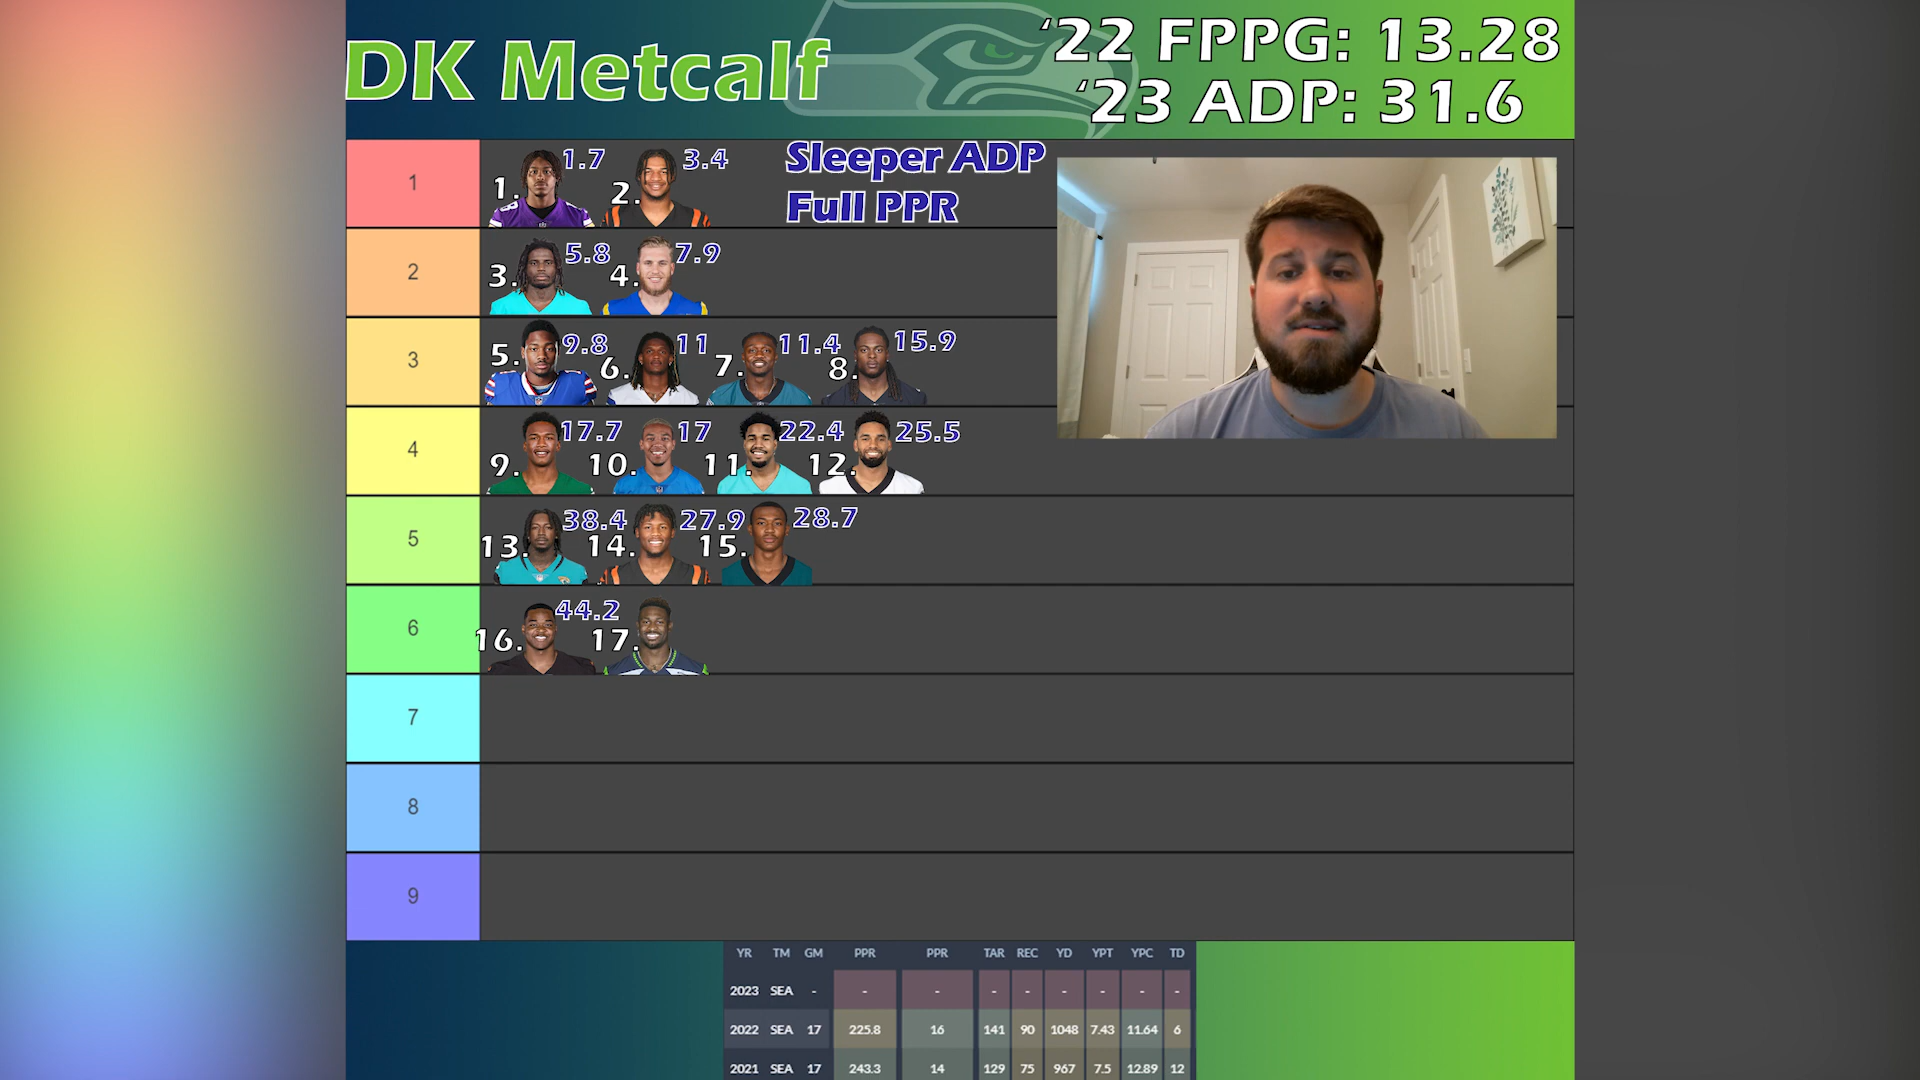 DK Metcalf
‘22 FPPG: 13.28
‘23 ADP: 31.6
Sleeper ADP
Full PPR
1
1. 1.7 2. 3.4
2
3. 5.8 4. 7.9
3
5. 9.8 6. 11 7. 11.4 8. 15.9
4
9. 17.7 10. 17 11. 22.4 12. 25.5
5
13. 38.4 14. 27.9 15. 28.7
6
16. 44.2 17.
7
8
9
YR TM GM PPR PPR TAR REC YD YPT YPC TD
2023 SEA - - - - - - - - -
2022 SEA 17 225.8 16 141 90 1048 7.43 11.64 6
2021 SEA 17 243.3 14 129 75 967 7.5 12.89 12